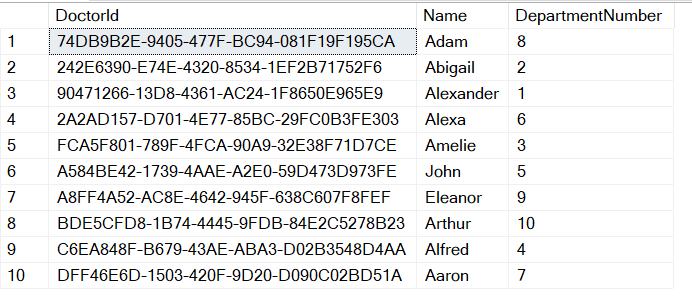 DoctorId Name DepartmentNumber
1 74DB9B2E-9405-477F-BC94-081F19F195CA Adam 8
2 242E6390-E74E-4320-8534-1EF2B71752F6 Abigail 2
3 90471266-13D8-4361-AC24-1F8650E965E9 Alexander 1
4 2A2AD157-D701-4E77-85BC-29FC0B3FE303 Alexa 6
5 FCA5F801-789F-4FCA-90A9-32E38F71D7CE Amelie 3
6 A584BE42-1739-4AAE-A2E0-59D473D973FE John 5
7 A8FF4A52-AC8E-4642-945F-638C607F8FEF Eleanor 9
8 BDE5CFD8-1B74-4445-9FDB-84E2C5278B23 Arthur 10
9 C6EA848F-B679-43AE-ABA3-D02B3548D4AA Alfred 4
10 DFF46E6D-1503-420F-9D20-D090C02BD51A Aaron 7